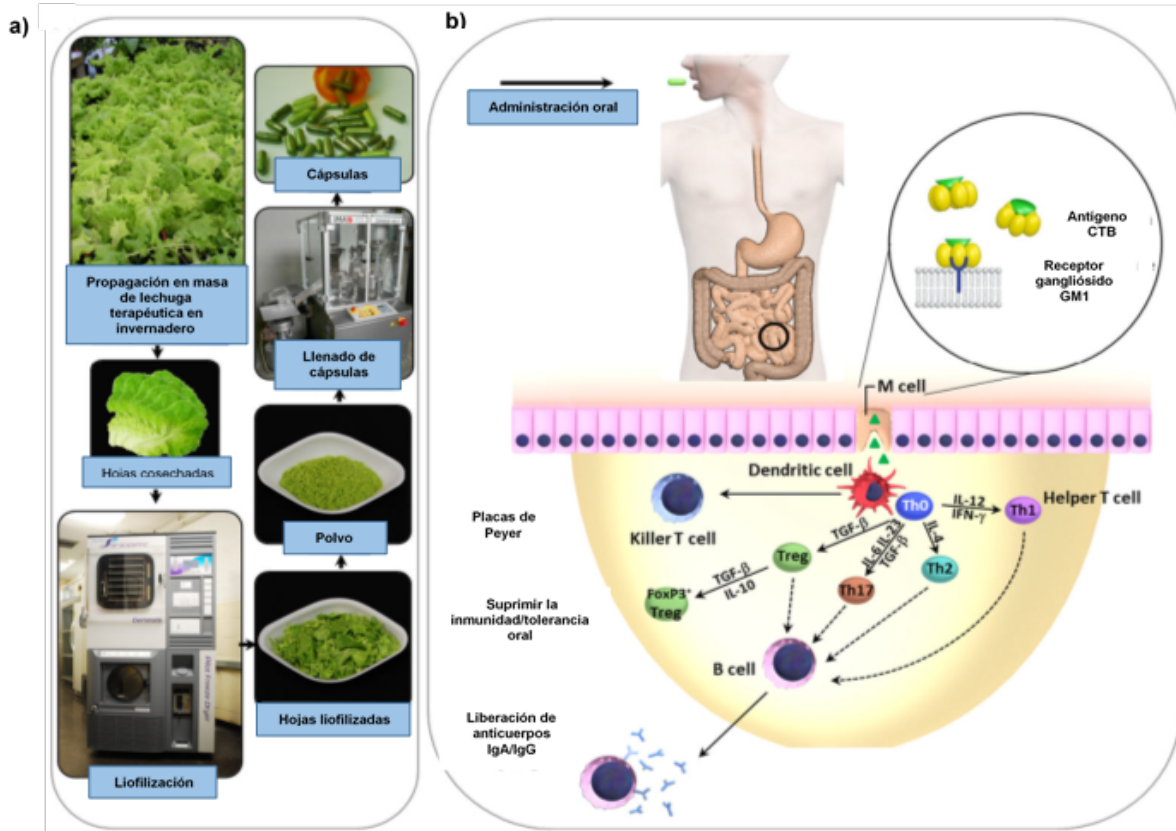 a)
Propagación en masa
de lechuga
terapéutica en
invernadero
Hojas cosechadas
Liofilización
Hojas liofilizadas
Polvo
Llenado de
cápsulas
Cápsulas
b)
Administración oral
Antígeno
CTB
Receptor
gangliósido
GM1
M cell
Dendritic cell
Killer T cell
Th0
IL-12
IFN-γ
Th1
Helper T cell
Placas de
Peyer
TGF-β
IL-6 IL-23
TGF-β
IL-4
Treg
Th17
Th2
TGF-β
IL-10
FoxP3+
Treg
Suprimir la
inmunidad/tolerancia
oral
B cell
Liberación de
anticuerpos
IgA/IgG